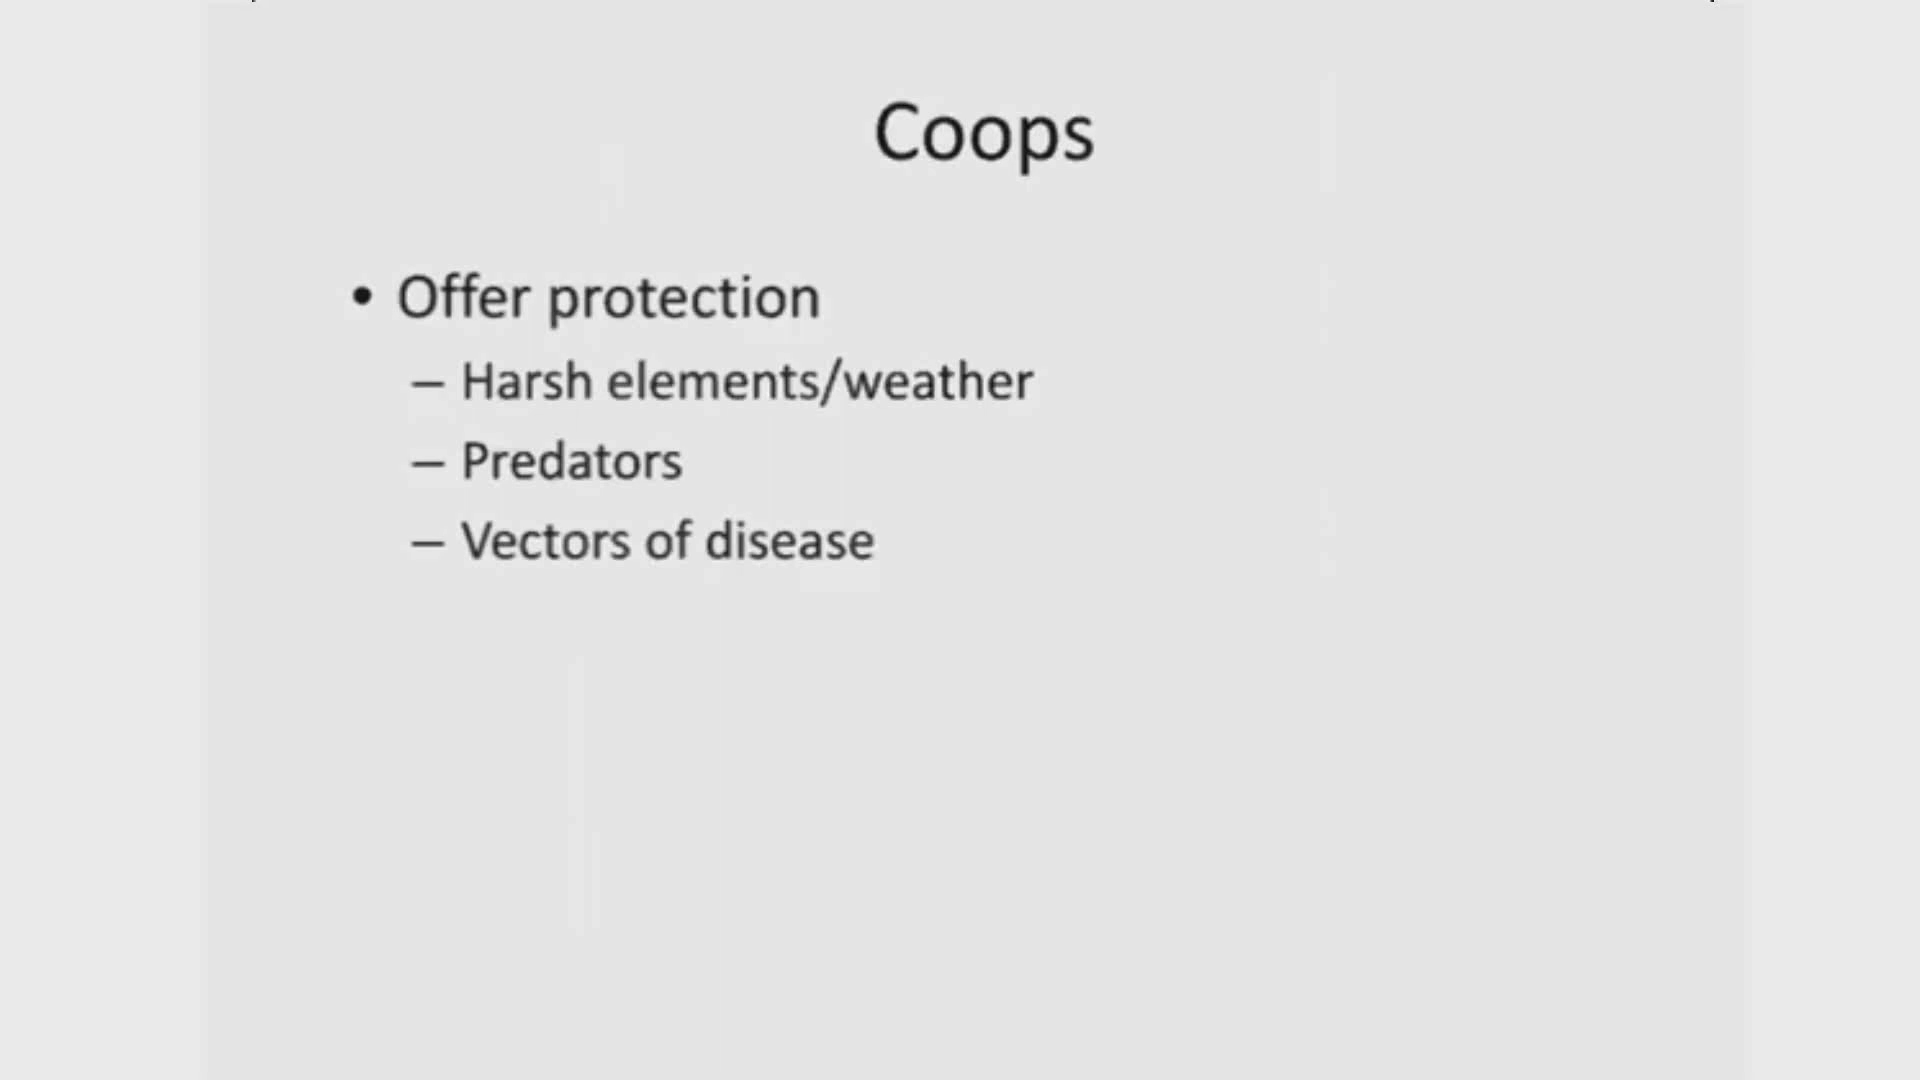 Coops
• Offer protection
– Harsh elements/weather
– Predators
– Vectors of disease